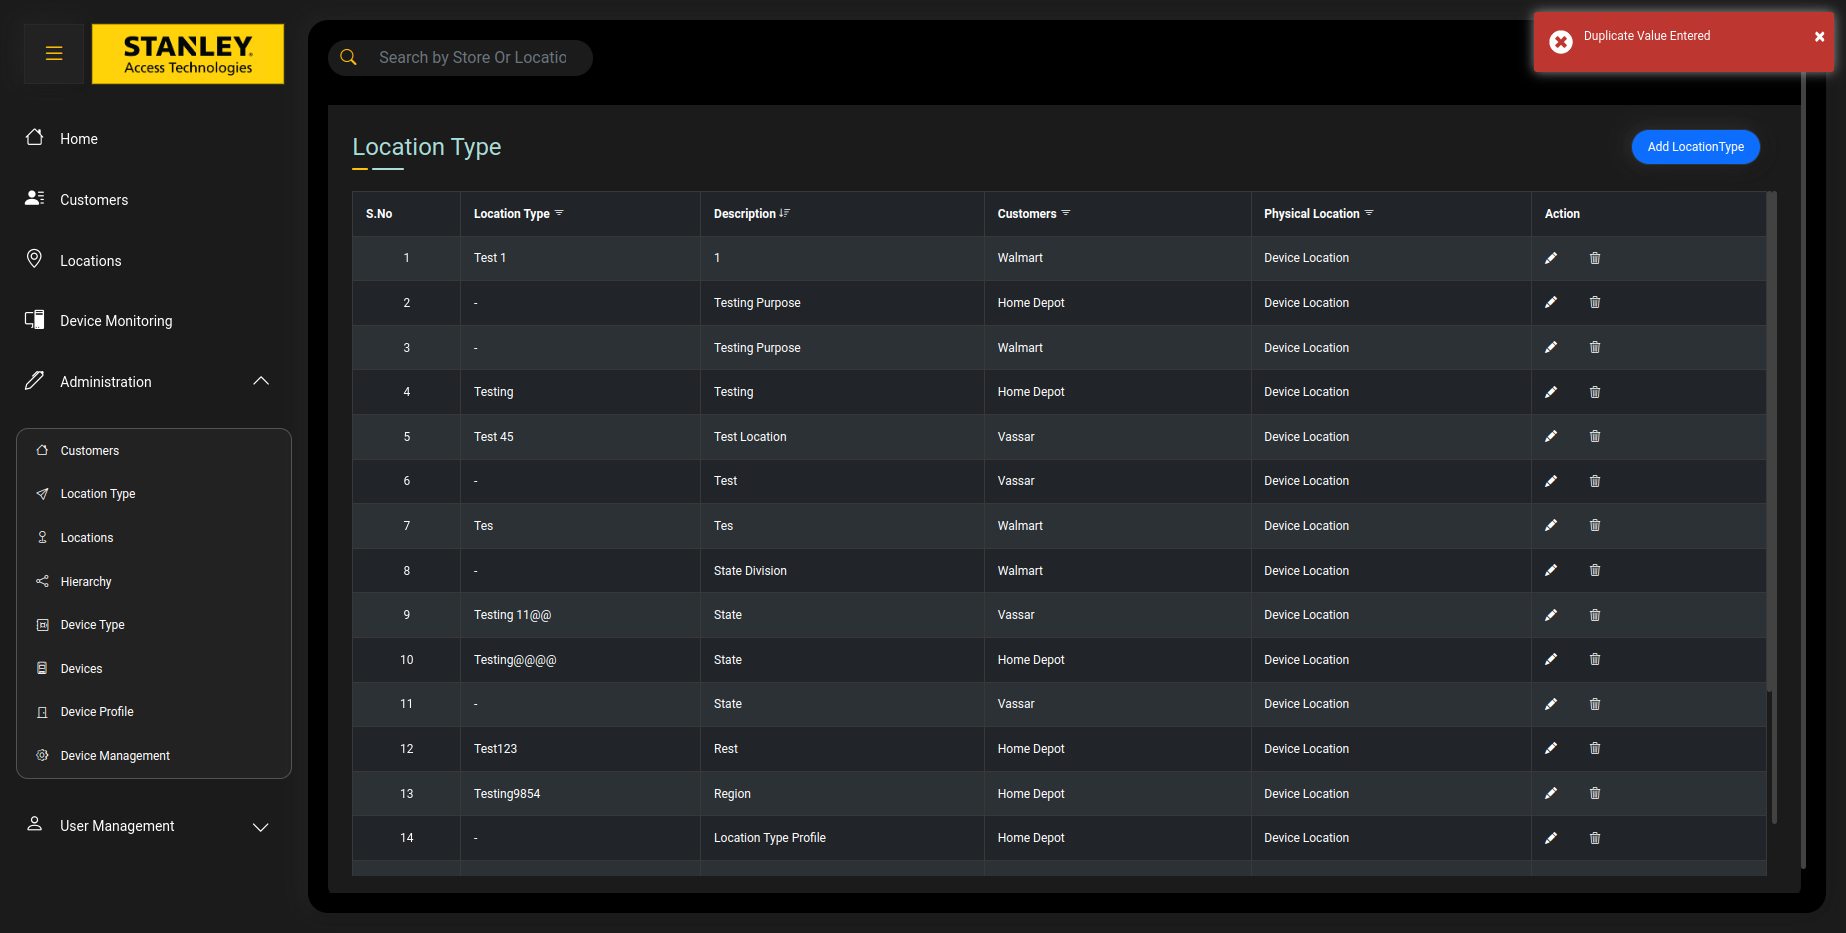 STANLEY
Access Technologies
Search by Store Or Locatio
Duplicate Value Entered
Home
Customers
Locations
Device Monitoring
Administration
Customers
Location Type
Locations
Hierarchy
Device Type
Devices
Device Profile
Device Management
User Management
Location Type
Add LocationType
S.No Location Type Description Customers Physical Location Action
1 Test 1 1 Walmart Device Location
2 - Testing Purpose Home Depot Device Location
3 - Testing Purpose Walmart Device Location
4 Testing Testing Home Depot Device Location
5 Test 45 Test Location Vassar Device Location
6 - Test Vassar Device Location
7 Tes Tes Walmart Device Location
8 - State Division Walmart Device Location
9 Testing 11@@ State Vassar Device Location
10 Testing@@@@ State Home Depot Device Location
11 - State Vassar Device Location
12 Test123 Rest Home Depot Device Location
13 Testing9854 Region Home Depot Device Location
14 - Location Type Profile Home Depot Device Location